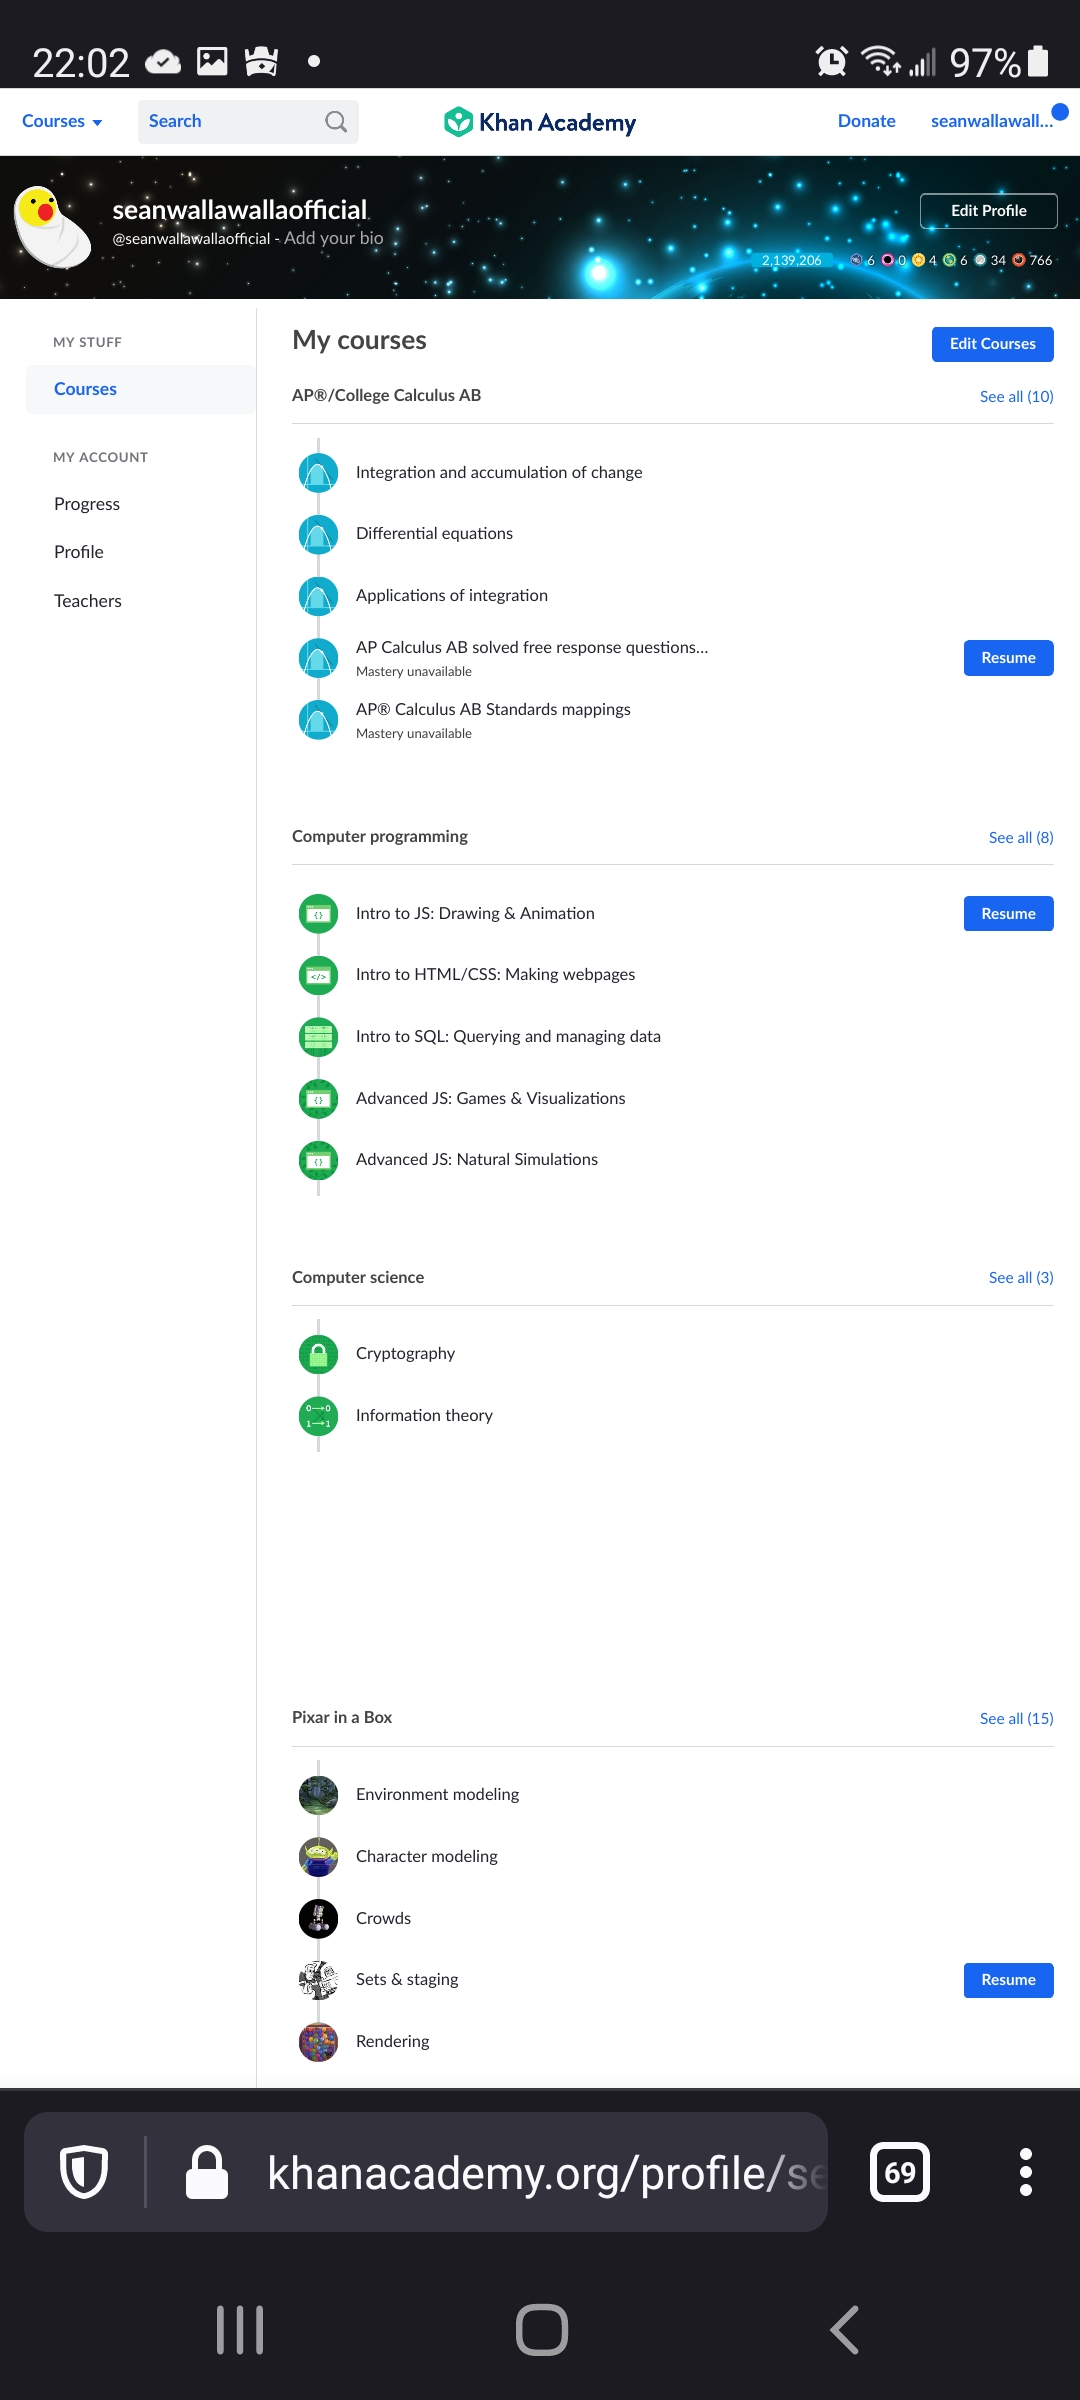 22:02
97%
Courses
Search
Khan Academy
Donate
seanwallawall...
seanwallawallaofficial
@seanwallawallaofficial - Add your bio
Edit Profile
2,139,206 6 0 4 6 34 766
MY STUFF
Courses
MY ACCOUNT
Progress
Profile
Teachers
My courses
Edit Courses
AP®/College Calculus AB
See all (10)
Integration and accumulation of change
Differential equations
Applications of integration
AP Calculus AB solved free response questions...
Mastery unavailable
Resume
AP® Calculus AB Standards mappings
Mastery unavailable
Computer programming
See all (8)
Intro to JS: Drawing & Animation
Resume
Intro to HTML/CSS: Making webpages
Intro to SQL: Querying and managing data
Advanced JS: Games & Visualizations
Advanced JS: Natural Simulations
Computer science
See all (3)
Cryptography
Information theory
Pixar in a Box
See all (15)
Environment modeling
Character modeling
Crowds
Sets & staging
Resume
Rendering
khanacademy.org/profile/se
69